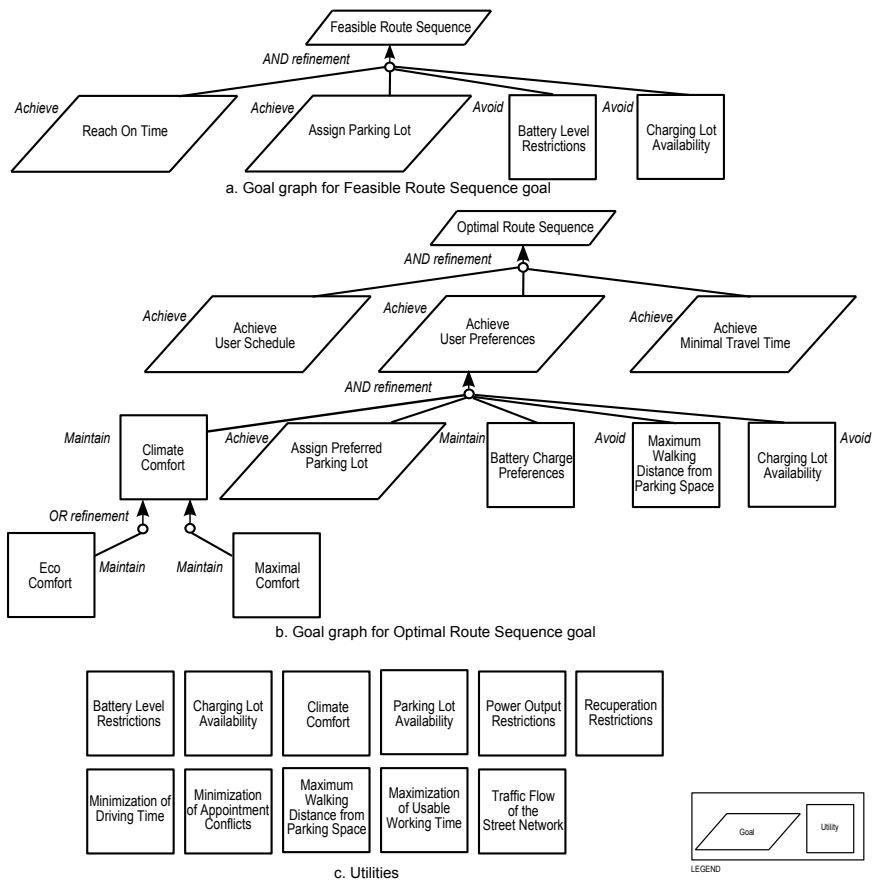 Feasible Route Sequence
AND refinement
Achieve
Achieve
Avoid
Avoid
Reach On Time
Assign Parking Lot
Battery Level
Restrictions
Charging Lot
Availability
a. Goal graph for Feasible Route Sequence goal
Optimal Route Sequence
AND refinement
Achieve
Achieve
Achieve
Achieve
User Schedule
Achieve
User Preferences
Achieve
Minimal Travel Time
AND refinement
Maintain
Climate
Comfort
Achieve
Assign Preferred
Parking Lot
Maintain
Battery Charge
Preferences
Avoid
Maximum
Walking
Distance from
Parking Space
Charging Lot
Availability
Avoid
OR refinement
Eco
Comfort
Maintain
Maintain
Maximal
Comfort
b. Goal graph for Optimal Route Sequence goal
Battery Level
Restrictions
Charging Lot
Availability
Climate
Comfort
Parking Lot
Availability
Power Output
Restrictions
Recuperation
Restrictions
Minimization of
Driving Time
Minimization
of Appointment
Conflicts
Maximum
Walking
Distance from
Parking Space
Maximization
of Usable
Working Time
Traffic Flow
of the
Street Network
c. Utilities
Goal
Utility
LEGEND